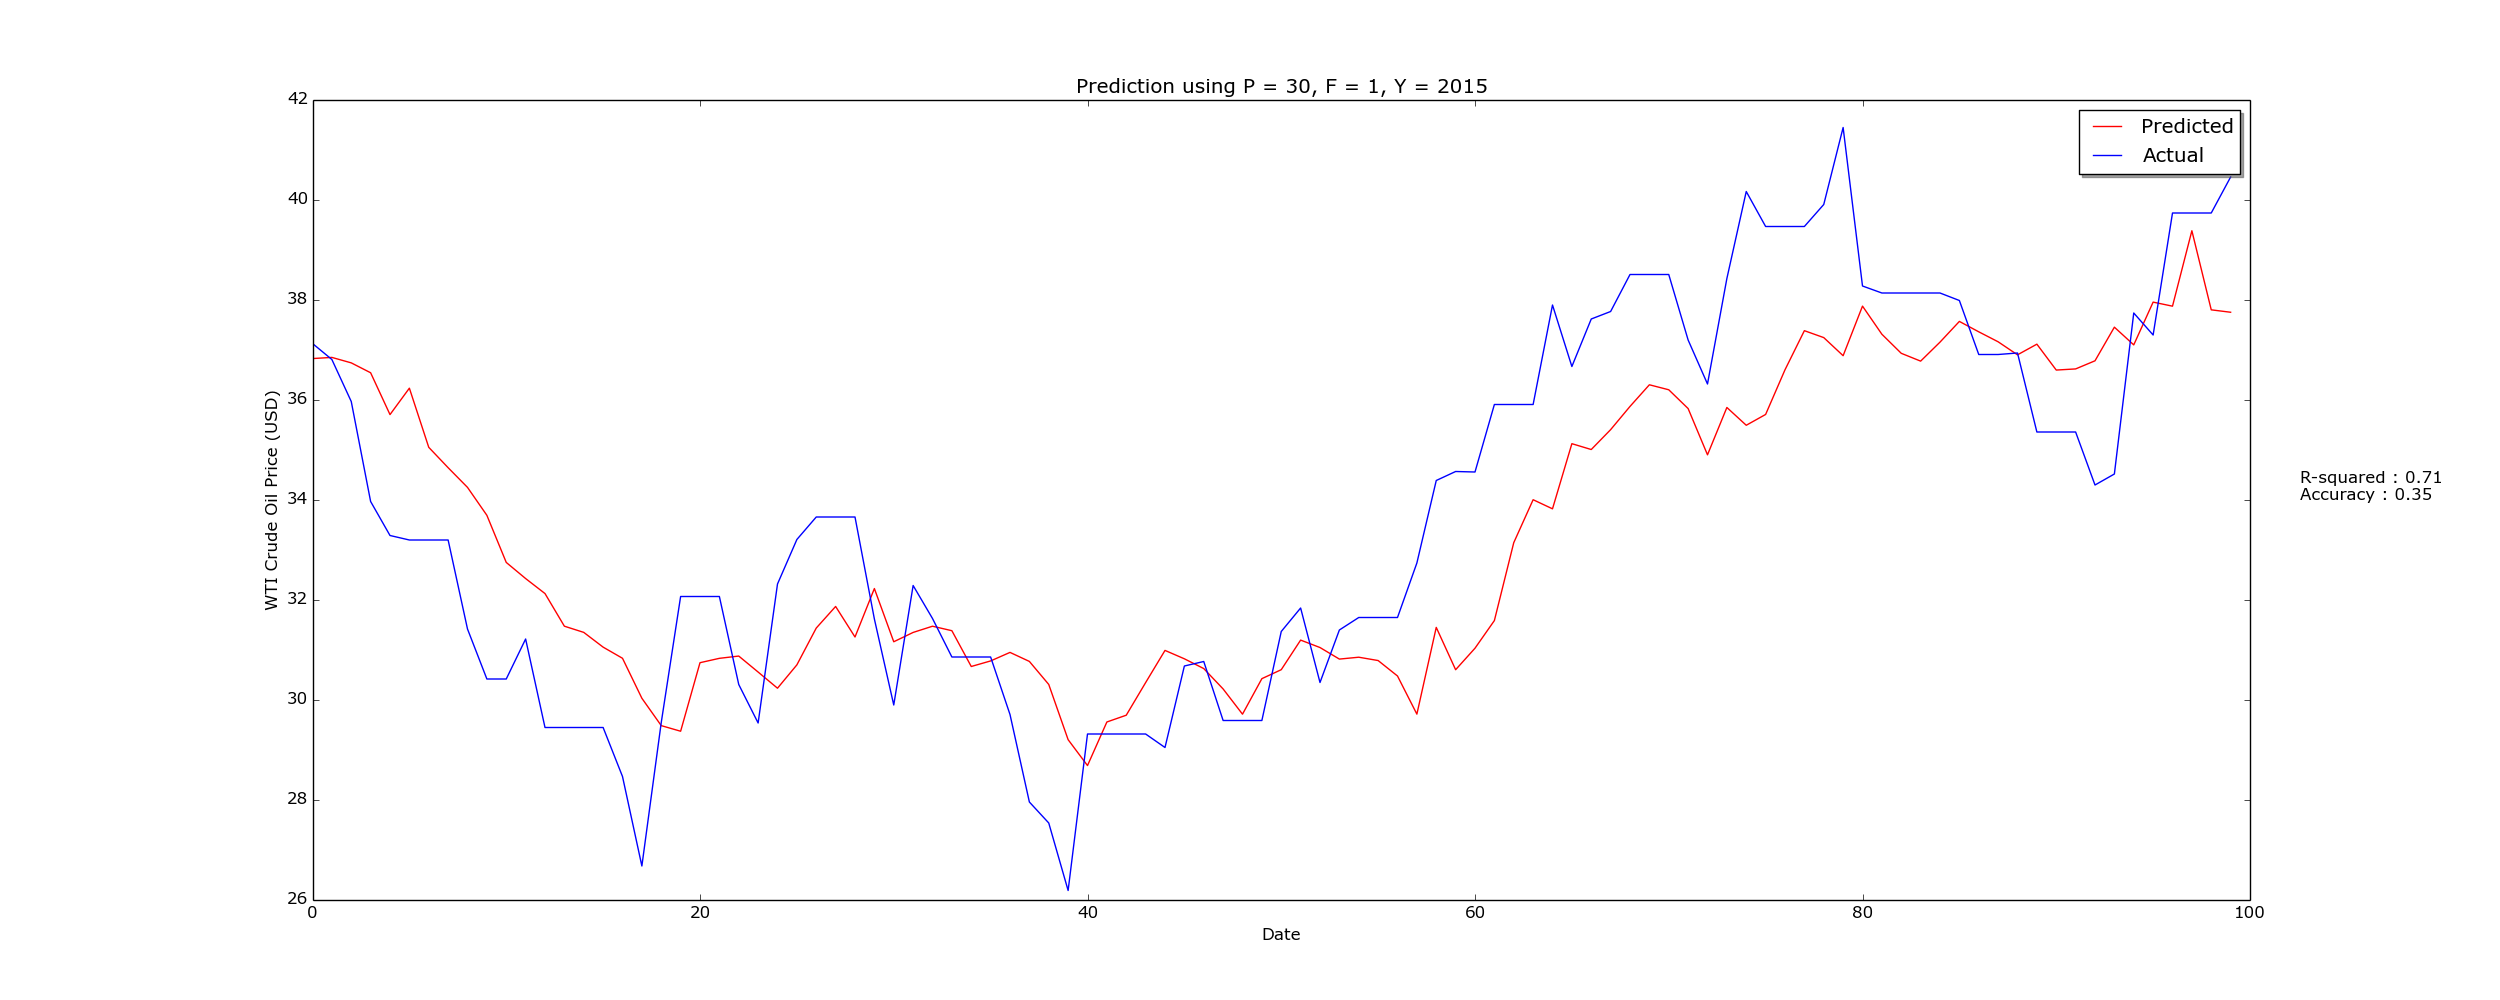 Prediction using P = 30, F = 1, Y = 2015
Predicted
Actual
WTI Crude Oil Price (USD)
42
40
38
36
34
32
30
28
26
0
20
40
60
80
100
Date
R-squared : 0.71
Accuracy : 0.35